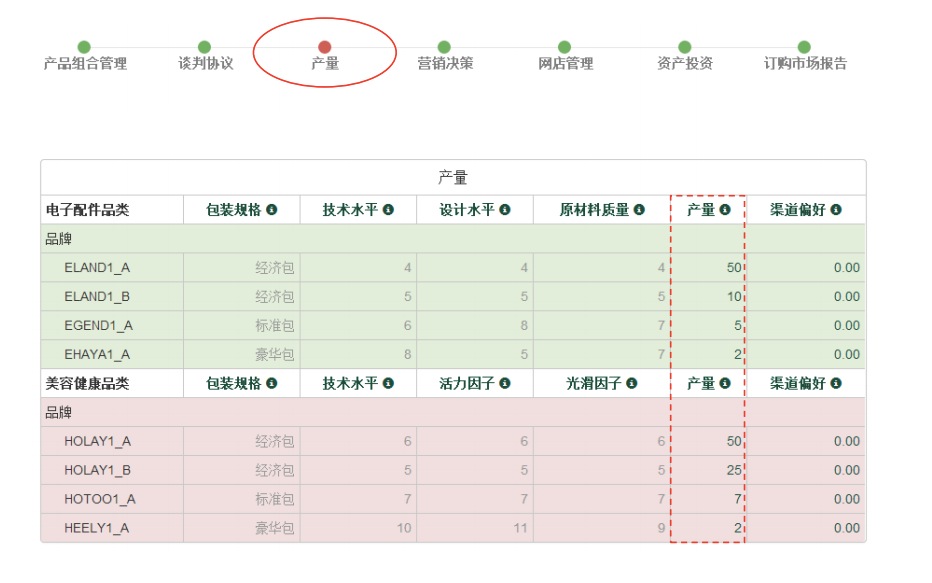 产品组合管理 谈判协议 产量 营销决策 网店管理 资产投资 订购市场报告
产量
电子配件品类 包装规格 技术水平 设计水平 原材料质量 产量 渠道偏好
品牌
ELAND1_A 经济包 4 4 4 50 0.00
ELAND1_B 经济包 5 5 5 10 0.00
EGEND1_A 标准包 6 8 7 5 0.00
EHAYA1_A 豪华包 8 5 7 2 0.00
美容健康品类 包装规格 技术水平 活力因子 光滑因子 产量 渠道偏好
品牌
HOLAY1_A 经济包 6 6 6 50 0.00
HOLAY1_B 经济包 5 5 5 25 0.00
HOTOO1_A 标准包 7 7 7 7 0.00
HEELY1_A 豪华包 10 11 9 2 0.00